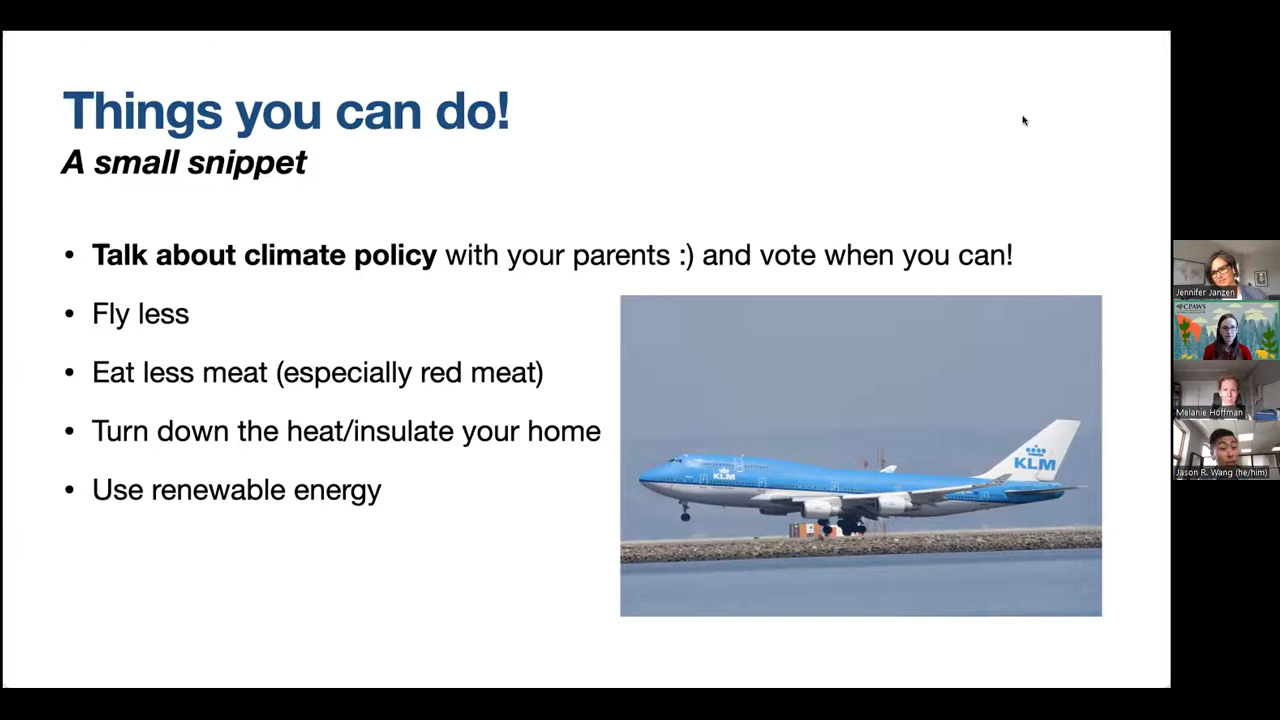 Things you can do!
A small snippet
• Talk about climate policy with your parents :) and vote when you can!
• Fly less
• Eat less meat (especially red meat)
• Turn down the heat/insulate your home
• Use renewable energy
KLM
KLM
Jennifer Janzen
CPAWS
Melanie Hoffman
Jason R. Wang (he/him)